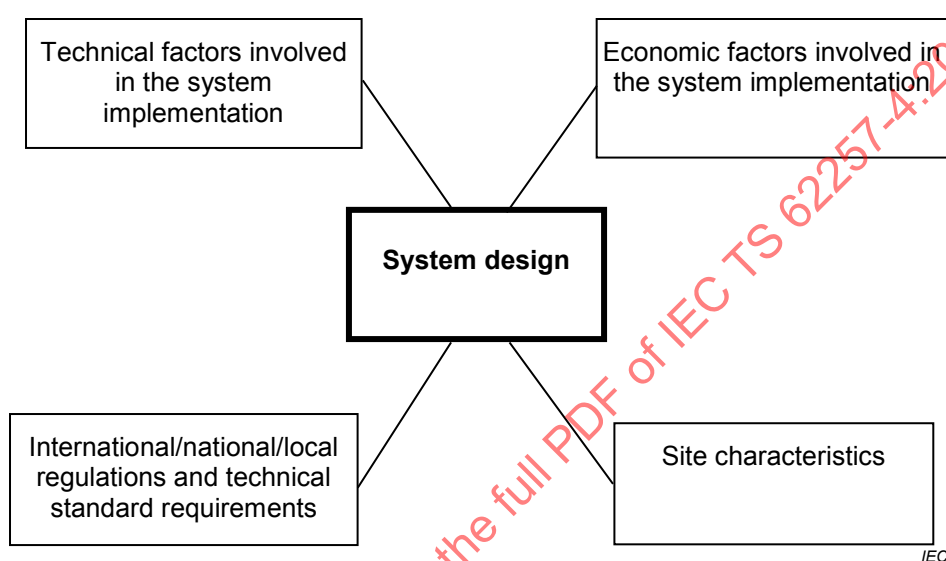 Technical factors involved
in the system
implementation
Economic factors involved in
the system implementation
System design
International/national/local
regulations and technical
standard requirements
Site characteristics
the full PDF of IEC TS 62257-4:20
IEC